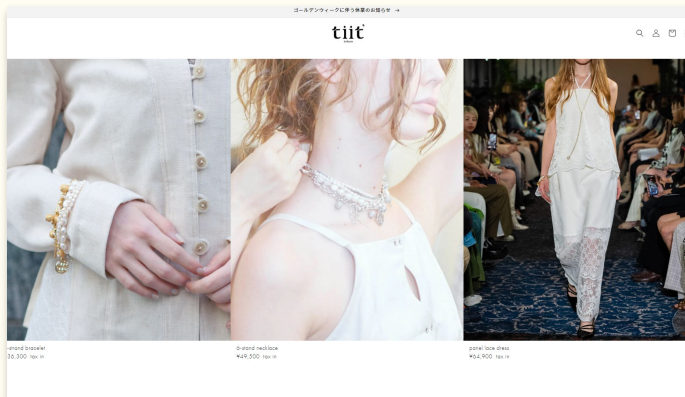 ゴールデンウィークに伴う休業のお知らせ →
tiit
-stand bracelet
36,300 tax in
6-stand necklace
¥49,500 tax in
panel lace dress
¥64,900 tax in